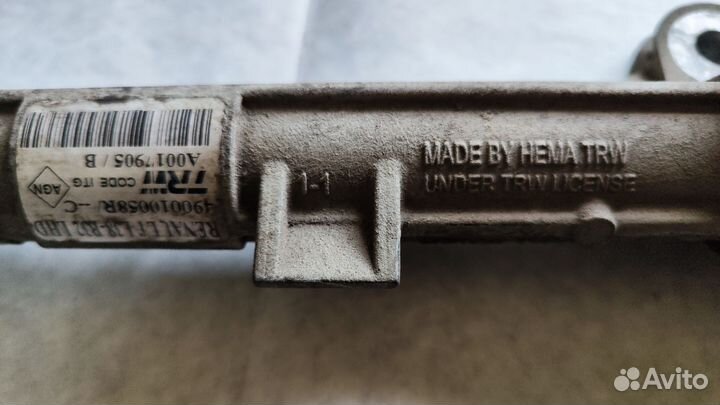 RENAULT L38-R17 LHD
490010058R--C
TRW
CODE ITG
AGN
A0017905 / B
1-1
MADE BY HEMA TRW
UNDER TRW LICENSE
Avito